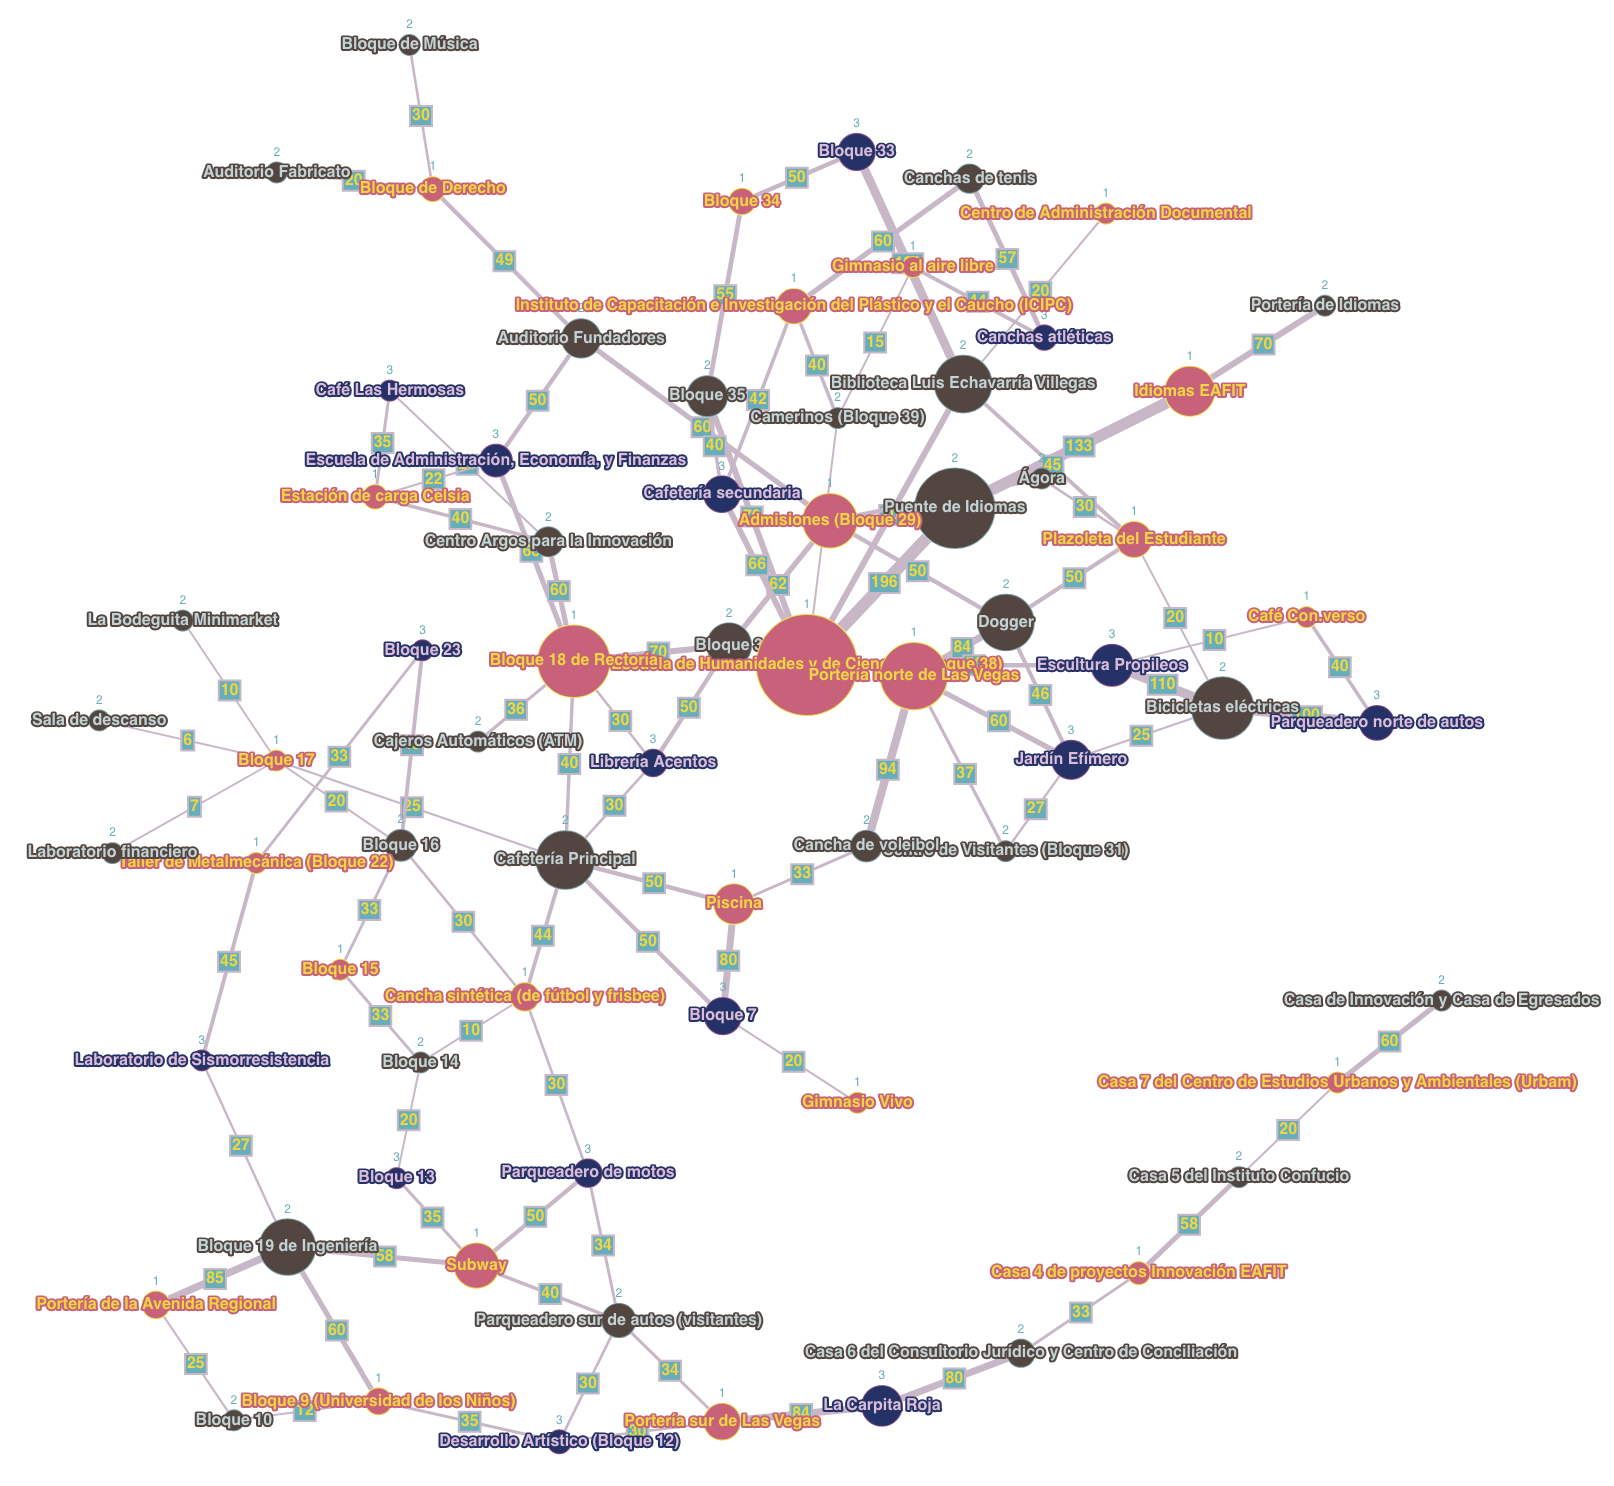 2
Bloque de Música
30
2
Auditorio Fabricato
20
1
Bloque de Derecho
49
3
Bloque 33
50
1
Bloque 34
2
Canchas de tenis
1
Centro de Administración Documental
60
57
1
Gimnasio al aire libre
20
44
55
1
Instituto de Capacitación e Investigación del Plástico y el Caucho (ICIPC)
2
Portería de Idiomas
70
3
Canchas atléticas
15
Auditorio Fundadores
2
Biblioteca Luis Echavarría Villegas
40
2
Bloque 35
42
2
Camerinos (Bloque 39)
1
Idiomas EAFIT
133
3
Café Las Hermosas
50
35
60
40
3
Escuela de Administración, Economía, y Finanzas
22
1
Estación de carga Celsia
40
45
Ágora
30
3
Cafetería secundaria
2
Puente de Idiomas
1
Admisiones (Bloque 29)
1
Plazoleta del Estudiante
2
Centro Argos para la Innovación
60
66
62
196
50
50
20
2
La Bodeguita Minimarket
10
3
Bloque 23
2
Bloque 3
70
1
Bloque 18 de Rectoría
1
2
Dogger
84
1
Portería norte de Las Vegas
3
Escultura Propileos
10
1
Café Con.verso
40
110
46
2
Bicicletas eléctricas
3
Parqueadero norte de autos
2
Sala de descanso
6
1
Bloque 17
33
36
2
Cajeros Automáticos (ATM)
30
50
3
Librería Acentos
40
60
25
3
Jardín Efímero
94
37
27
7
20
25
30
2
Laboratorio financiero
1
Taller de Metalmecánica (Bloque 22)
2
Bloque 16
2
Cafetería Principal
2
Cancha de voleibol
2
Centro de Visitantes (Bloque 31)
50
33
1
Piscina
33
30
44
50
80
45
1
Bloque 15
1
Cancha sintética (de fútbol y frisbee)
3
Bloque 7
33
10
20
1
Gimnasio Vivo
2
Bloque 14
3
Laboratorio de Sismorresistencia
27
20
30
3
Bloque 13
3
Parqueadero de motos
35
50
34
2
Bloque 19 de Ingeniería
58
1
Subway
85
1
Portería de la Avenida Regional
40
2
Parqueadero sur de autos (visitantes)
60
25
30
34
2
Bloque 10
12
1
Bloque 9 (Universidad de los Niños)
35
3
Desarrollo Artístico (Bloque 12)
30
1
Portería sur de Las Vegas
84
3
La Carpita Roja
80
2
Casa 6 del Consultorio Jurídico y Centro de Conciliación
33
1
Casa 4 de proyectos Innovación EAFIT
58
2
Casa 5 del Instituto Confucio
20
1
Casa 7 del Centro de Estudios Urbanos y Ambientales (Urbam)
60
2
Casa de Innovación y Casa de Egresados